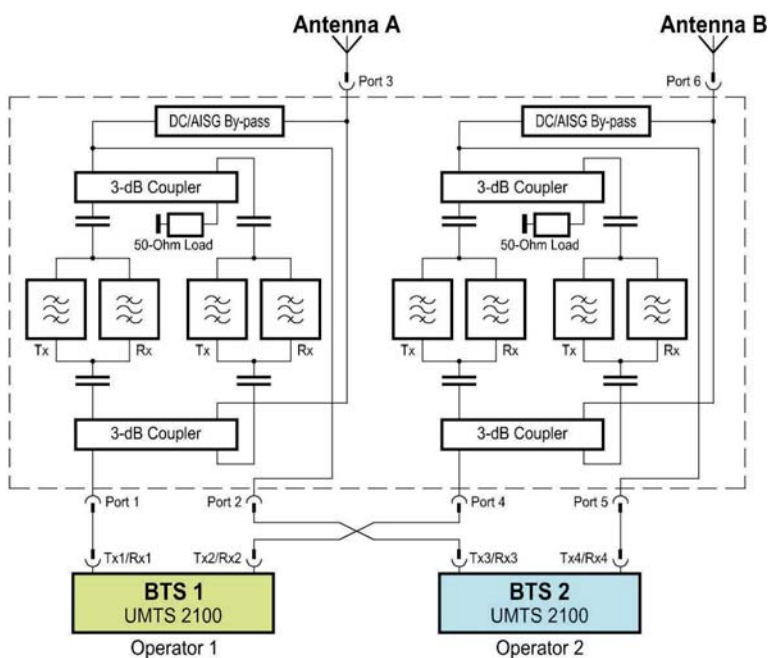 Antenna A
Antenna B
Port 3
Port 6
DC/AISG By-pass
DC/AISG By-pass
3-dB Coupler
3-dB Coupler
50-Ohm Load
50-Ohm Load
Tx
Rx
Tx
Rx
Tx
Rx
Tx
Rx
3-dB Coupler
3-dB Coupler
Port 1
Port 2
Port 4
Port 5
Tx1/Rx1
Tx2/Rx2
Tx3/Rx3
Tx4/Rx4
BTS 1
UMTS 2100
BTS 2
UMTS 2100
Operator 1
Operator 2